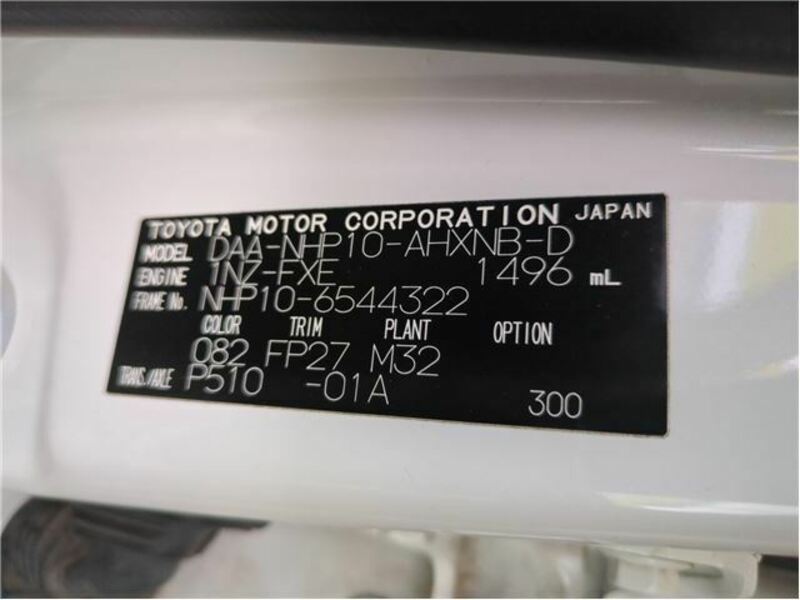 TOYOTA MOTOR CORPORATION JAPAN
MODEL DAA-NHP10-AHXNB-D
ENGINE 1NZ-FXE 1496 mL
FRAME No. NHP10-6544322
COLOR TRIM PLANT OPTION
082 FP27 M32
TRANS./AXLE P510 -01A
300